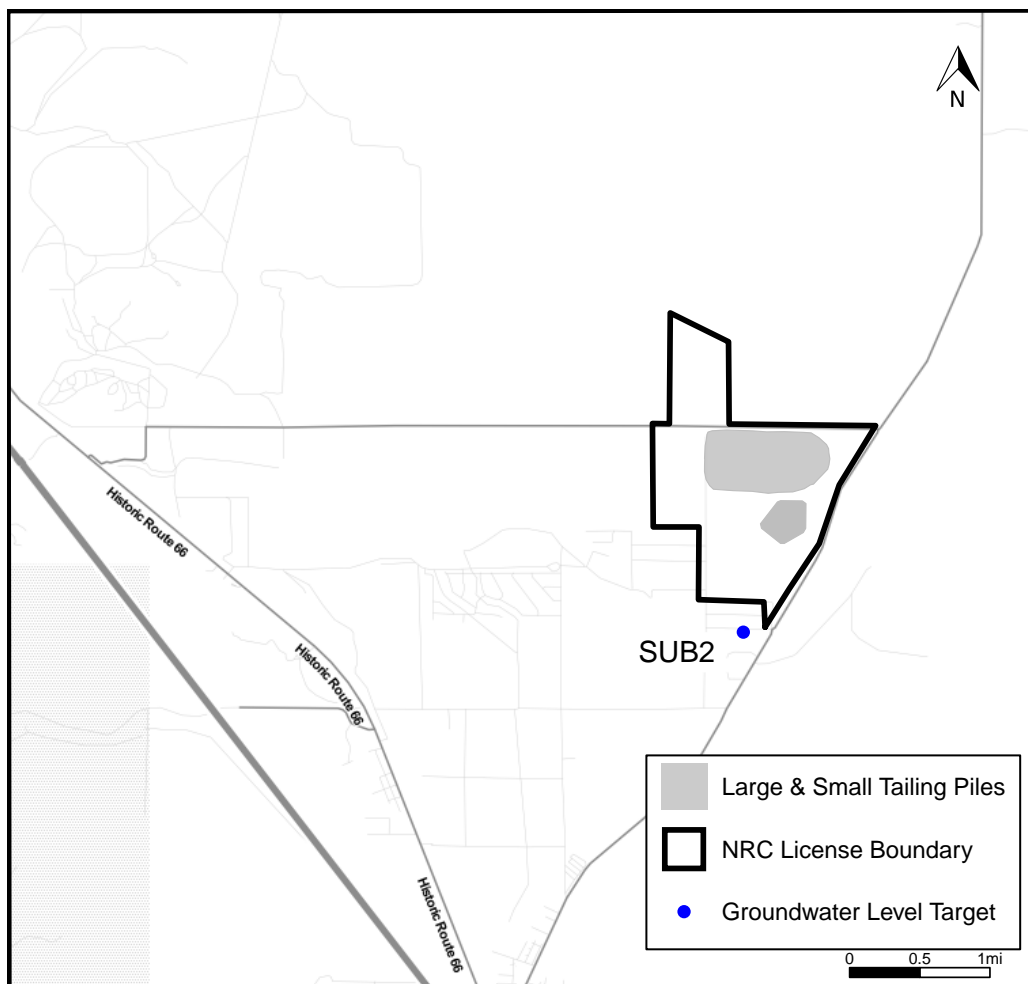 N
Historic Route 66
Historic Route 66
SUB2
Historic Route 66
Large & Small Tailing Piles
NRC License Boundary
Groundwater Level Target
0 0.5 1mi